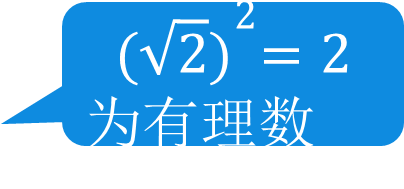 (√2)² = 2
为有理数